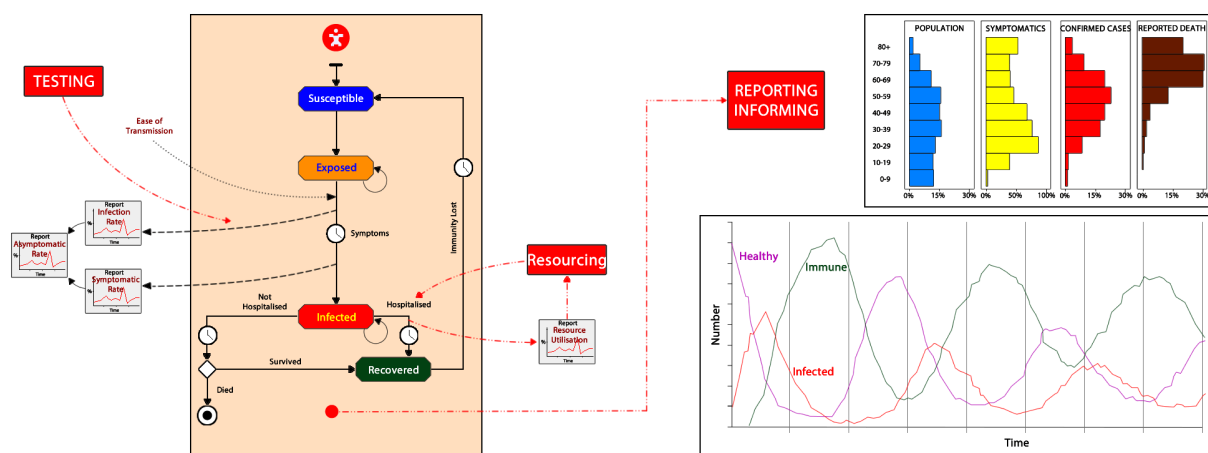 TESTING
Ease of
Transmission
Report
Infection
Rate
%
Time
Report
Asymptomatic
Rate
%
Time
Report
Symptomatic
Rate
%
Time
Susceptible
Exposed
Symptoms
Immunity Lost
Not
Hospitalised
Hospitalised
Infected
Survived
Recovered
Died
Resourcing
Report
Resource
Utilisation
%
Time
REPORTING
INFORMING
POPULATION
SYMPTOMATICS
CONFIRMED CASES
REPORTED DEATH
80+
70-79
60-69
50-59
40-49
30-39
20-29
10-19
0-9
0% 15% 30%
0% 50% 100%
0% 15% 30%
0% 15% 30%
Healthy
Immune
Infected
Number
Time